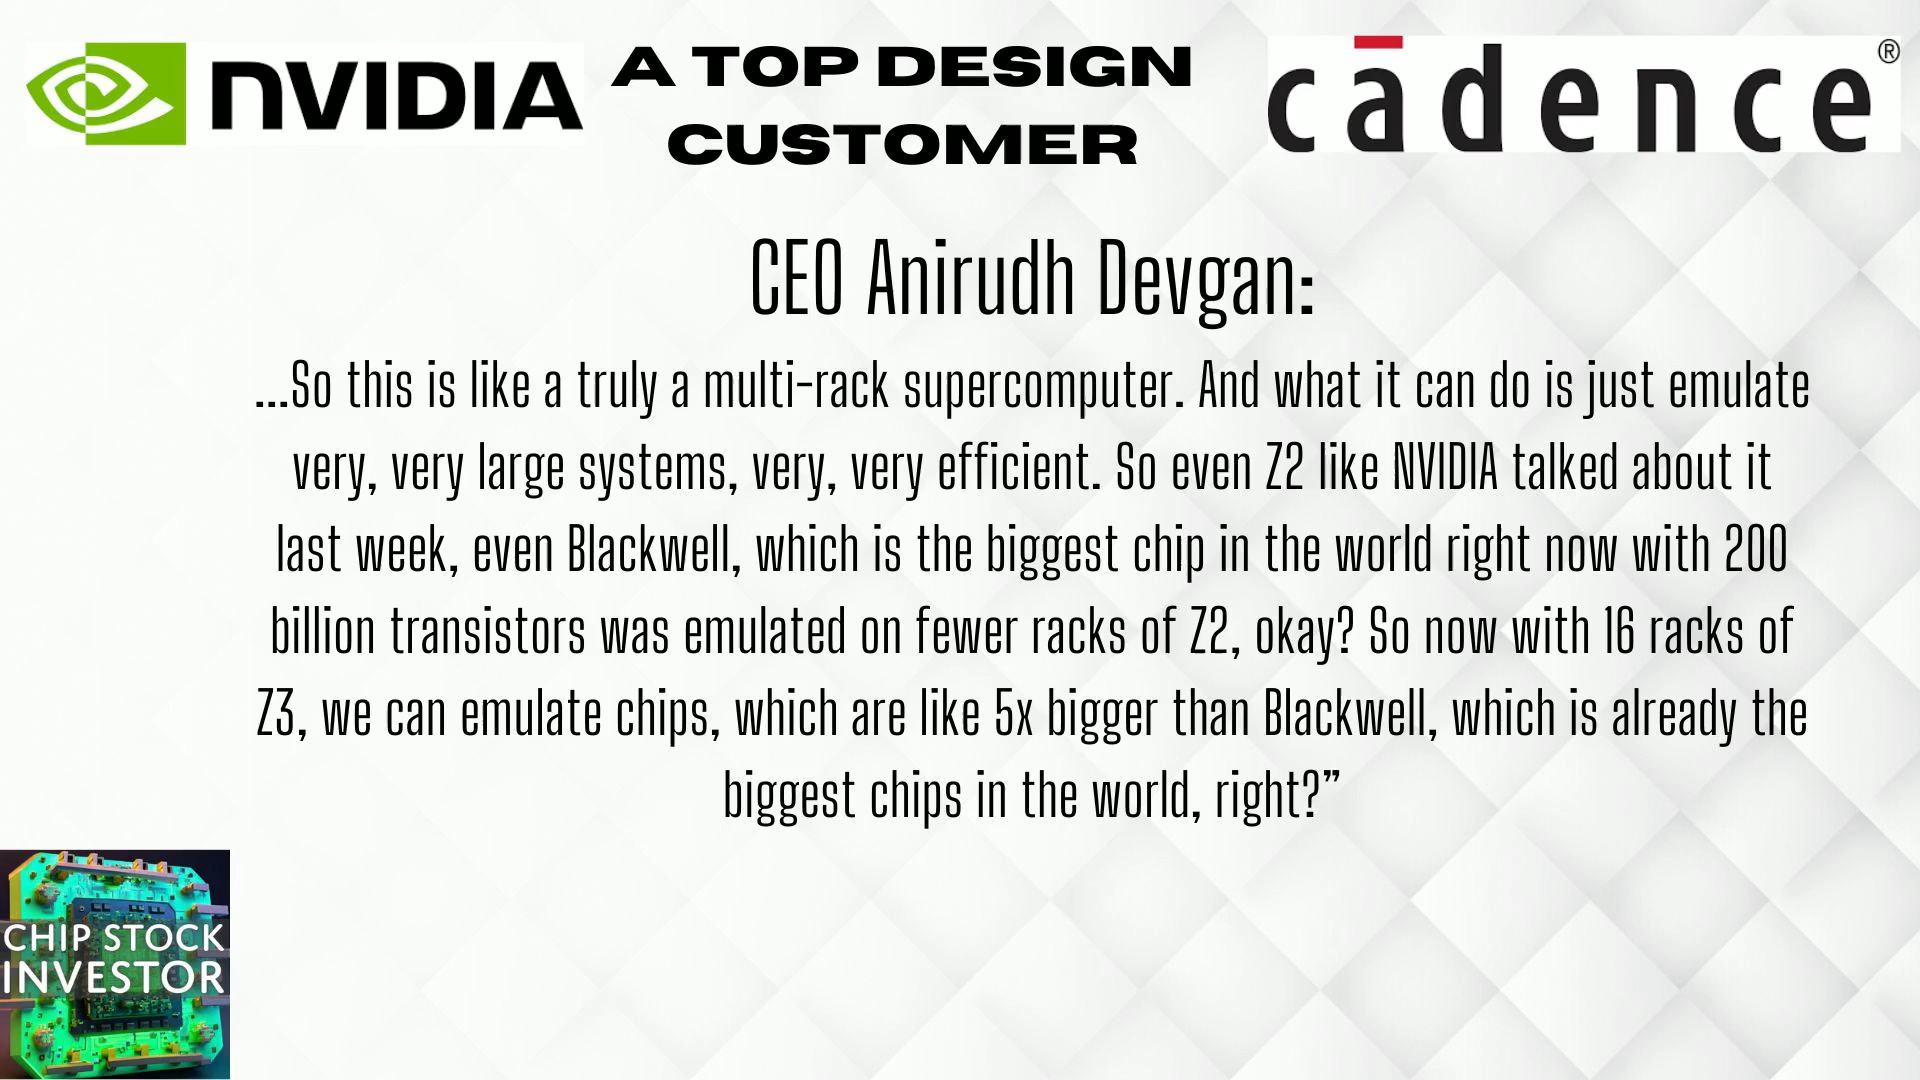 NVIDIA
A TOP DESIGN
CUSTOMER
cādence®
CEO Anirudh Devgan:
...So this is like a truly a multi-rack supercomputer. And what it can do is just emulate
very, very large systems, very, very efficient. So even Z2 like NVIDIA talked about it
last week, even Blackwell, which is the biggest chip in the world right now with 200
billion transistors was emulated on fewer racks of Z2, okay? So now with 16 racks of
Z3, we can emulate chips, which are like 5x bigger than Blackwell, which is already the
biggest chips in the world, right?”
CHIP STOCK
INVESTOR